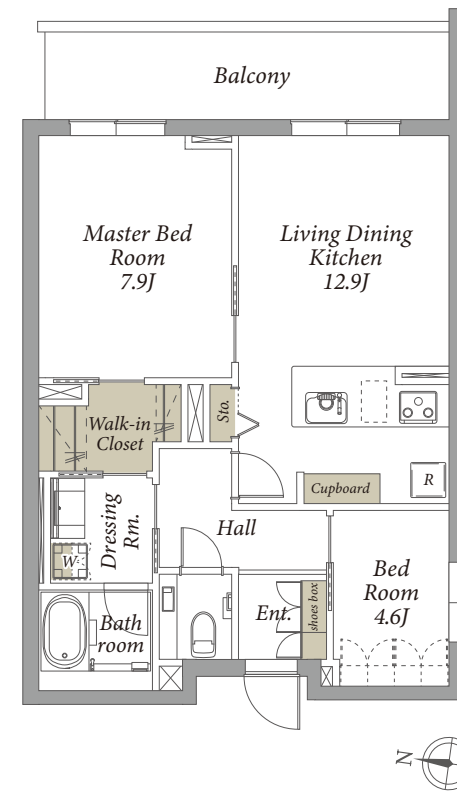 Balcony
Master Bed
Room
7.9J
Living Dining
Kitchen
12.9J
Walk-in
Closet
Sto.
Cupboard
R
Dressing
Rm.
W
Hall
Bed
Room
4.6J
Ent.
shoes box
Bath
room
N